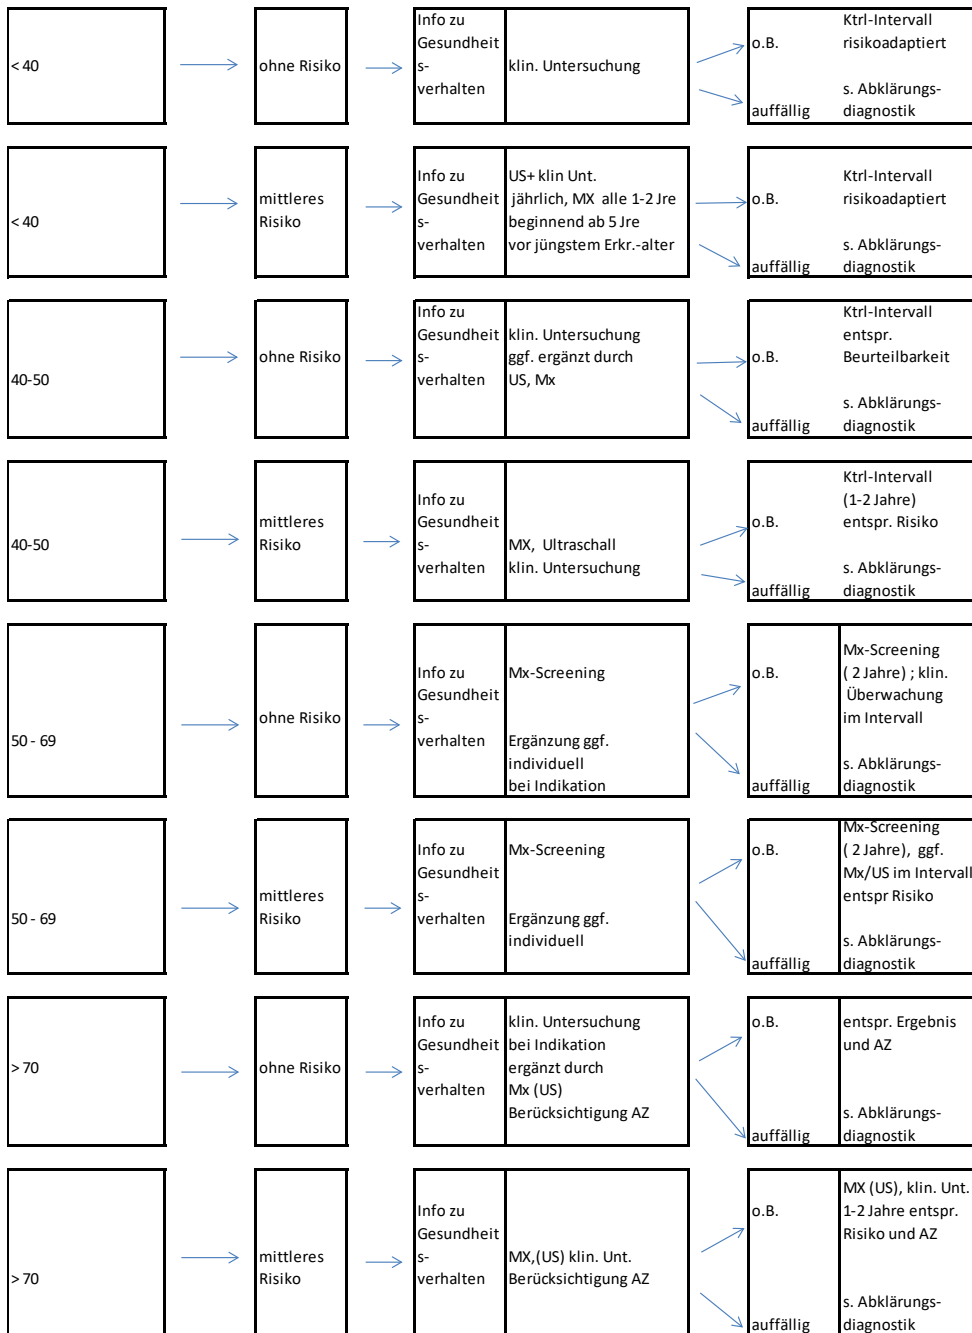 < 40
ohne Risiko
Info zu
Gesundheit
s-
verhalten
klin. Untersuchung
o.B.
Ktrl-Intervall
risikoadaptiert
auffällig
s. Abklärungs-
diagnostik
< 40
mittleres
Risiko
Info zu
Gesundheit
s-
verhalten
US+ klin Unt.
jährlich, MX alle 1-2 Jre
beginnend ab 5 Jre
vor jüngstem Erkr.-alter
o.B.
Ktrl-Intervall
risikoadaptiert
auffällig
s. Abklärungs-
diagnostik
40-50
ohne Risiko
Info zu
Gesundheit
s-
verhalten
klin. Untersuchung
ggf. ergänzt durch
US, Mx
o.B.
Ktrl-Intervall
entspr.
Beurteilbarkeit
auffällig
s. Abklärungs-
diagnostik
40-50
mittleres
Risiko
Info zu
Gesundheit
s-
verhalten
MX, Ultraschall
klin. Untersuchung
o.B.
Ktrl-Intervall
(1-2 Jahre)
entspr. Risiko
auffällig
s. Abklärungs-
diagnostik
50 - 69
ohne Risiko
Info zu
Gesundheit
s-
verhalten
Mx-Screening
Ergänzung ggf.
individuell
bei Indikation
o.B.
Mx-Screening
( 2 Jahre) ; klin.
Überwachung
im Intervall
auffällig
s. Abklärungs-
diagnostik
50 - 69
mittleres
Risiko
Info zu
Gesundheit
s-
verhalten
Mx-Screening
Ergänzung ggf.
individuell
o.B.
Mx-Screening
( 2 Jahre), ggf.
Mx/US im Intervall
entspr Risiko
auffällig
s. Abklärungs-
diagnostik
> 70
ohne Risiko
Info zu
Gesundheit
s-
verhalten
klin. Untersuchung
bei Indikation
ergänzt durch
Mx (US)
Berücksichtigung AZ
o.B.
entspr. Ergebnis
und AZ
auffällig
s. Abklärungs-
diagnostik
> 70
mittleres
Risiko
Info zu
Gesundheit
s-
verhalten
MX,(US) klin. Unt.
Berücksichtigung AZ
o.B.
MX (US), klin. Unt.
1-2 Jahre entspr.
Risiko und AZ
auffällig
s. Abklärungs-
diagnostik